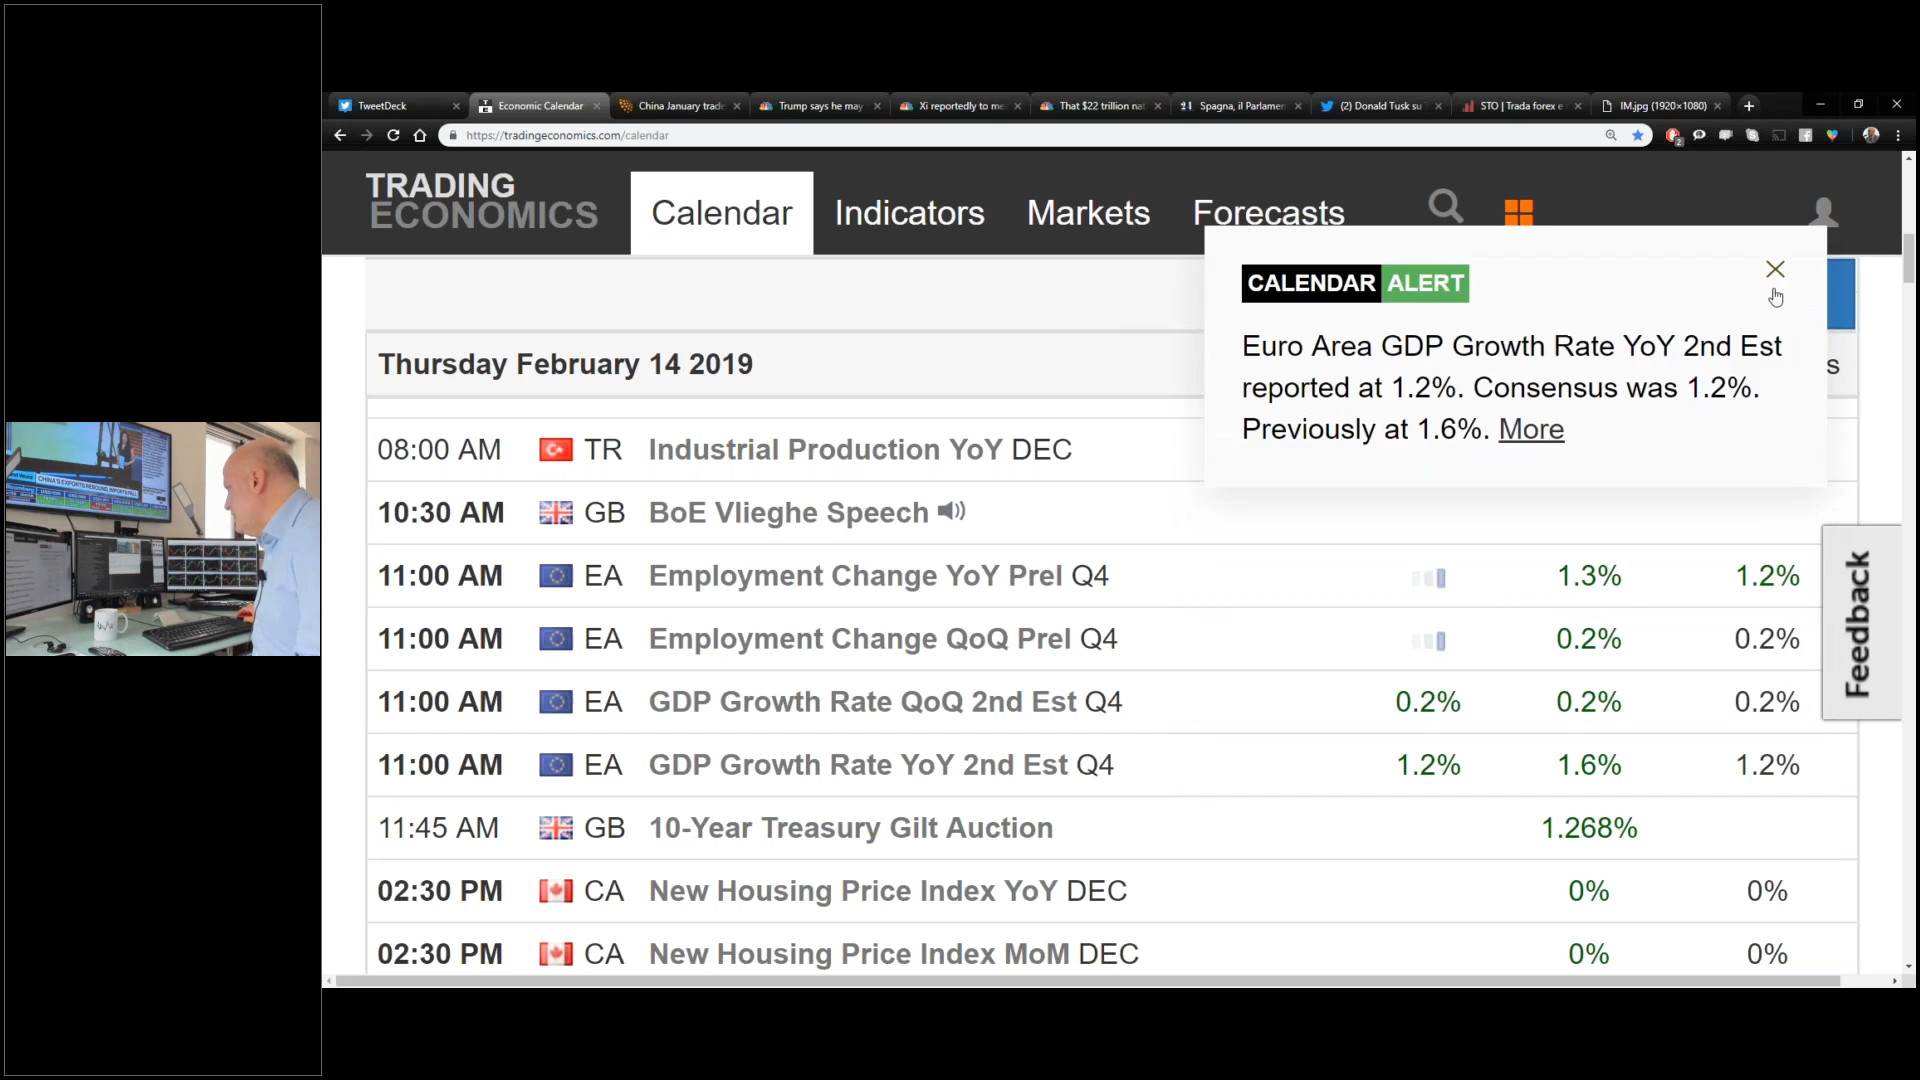 TweetDeck
Economic Calendar
China January trade
Trump says he may
Xi reportedly to me
That $22 trillion nat
Spagna, il Parlamen
(2) Donald Tusk su
STO | Trada forex e
IM.jpg (1920×1080)
https://tradingeconomics.com/calendar
TRADING
ECONOMICS
Calendar
Indicators
Markets
Forecasts
CALENDAR ALERT
Euro Area GDP Growth Rate YoY 2nd Est
reported at 1.2%. Consensus was 1.2%.
Previously at 1.6%. More
Thursday February 14 2019
s
08:00 AM TR Industrial Production YoY DEC
10:30 AM GB BoE Vlieghe Speech
11:00 AM EA Employment Change YoY Prel Q4 1.3% 1.2%
11:00 AM EA Employment Change QoQ Prel Q4 0.2% 0.2%
11:00 AM EA GDP Growth Rate QoQ 2nd Est Q4 0.2% 0.2% 0.2%
11:00 AM EA GDP Growth Rate YoY 2nd Est Q4 1.2% 1.6% 1.2%
11:45 AM GB 10-Year Treasury Gilt Auction 1.268%
02:30 PM CA New Housing Price Index YoY DEC 0% 0%
02:30 PM CA New Housing Price Index MoM DEC 0% 0%
Feedback
CHINA'S EXPORTS REBOUND, IMPORTS FALL
Bloomberg